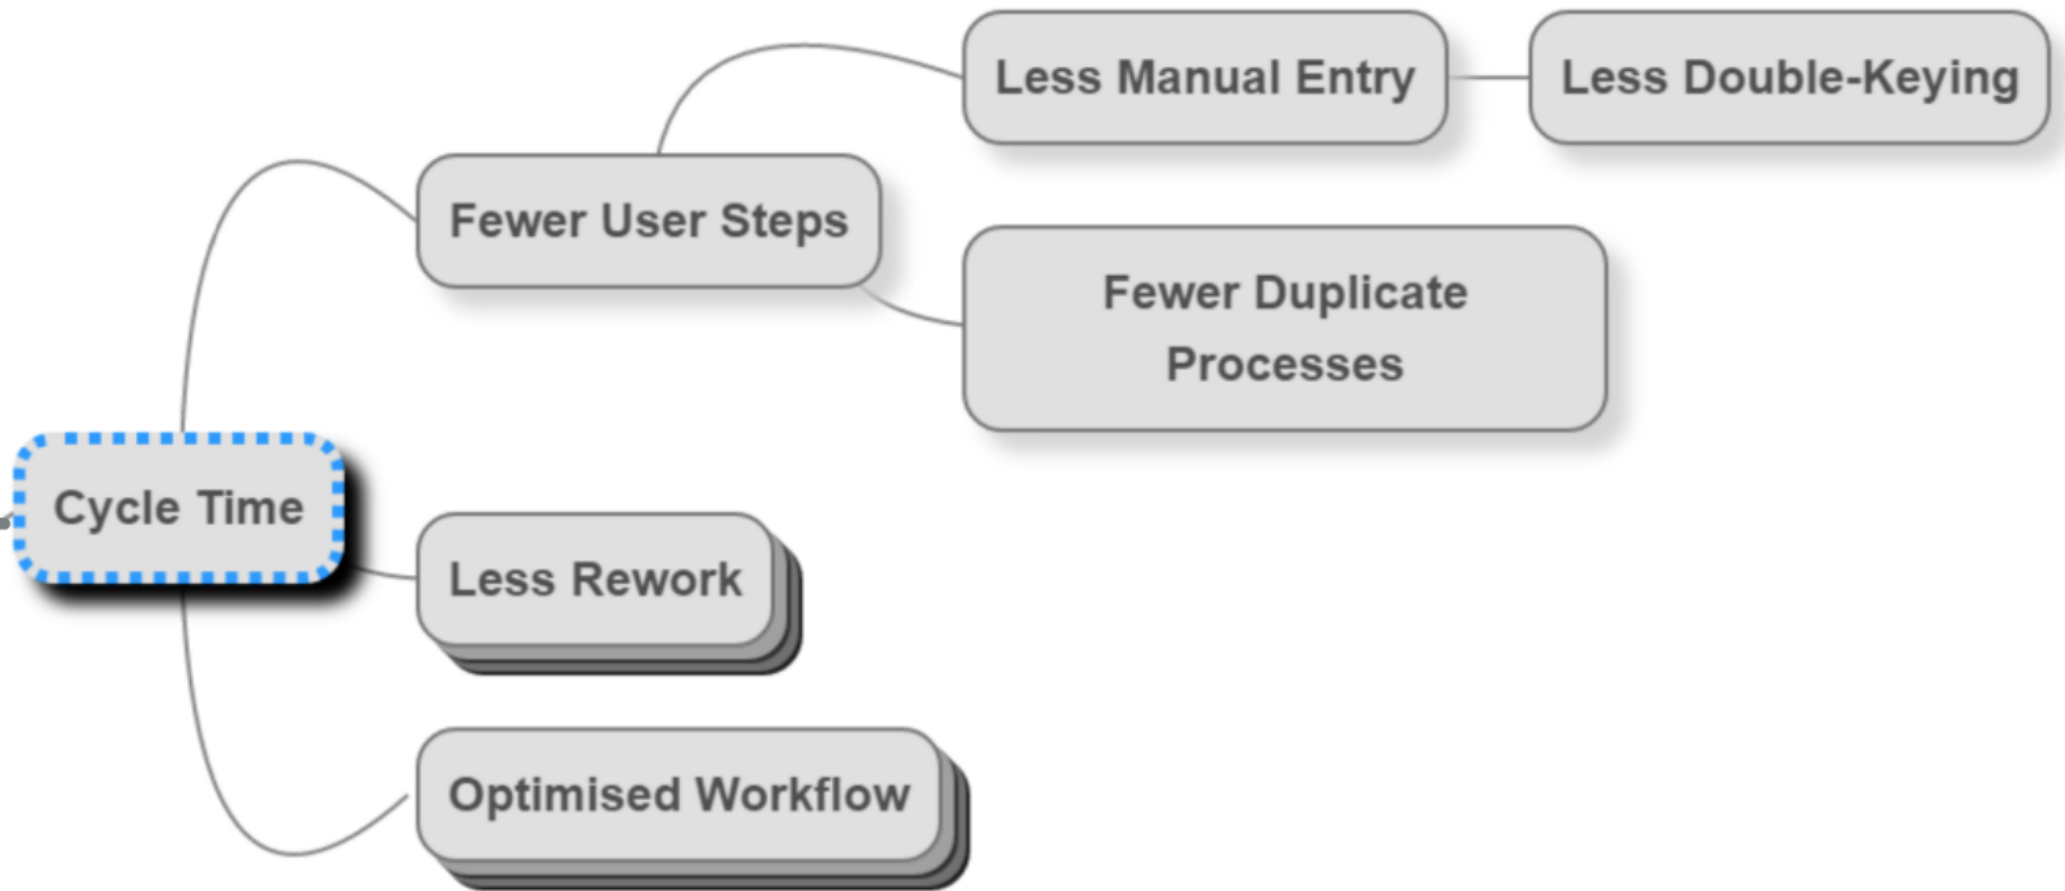 Less Manual Entry
Less Double-Keying
Fewer User Steps
Fewer Duplicate
Processes
Cycle Time
Less Rework
Optimised Workflow